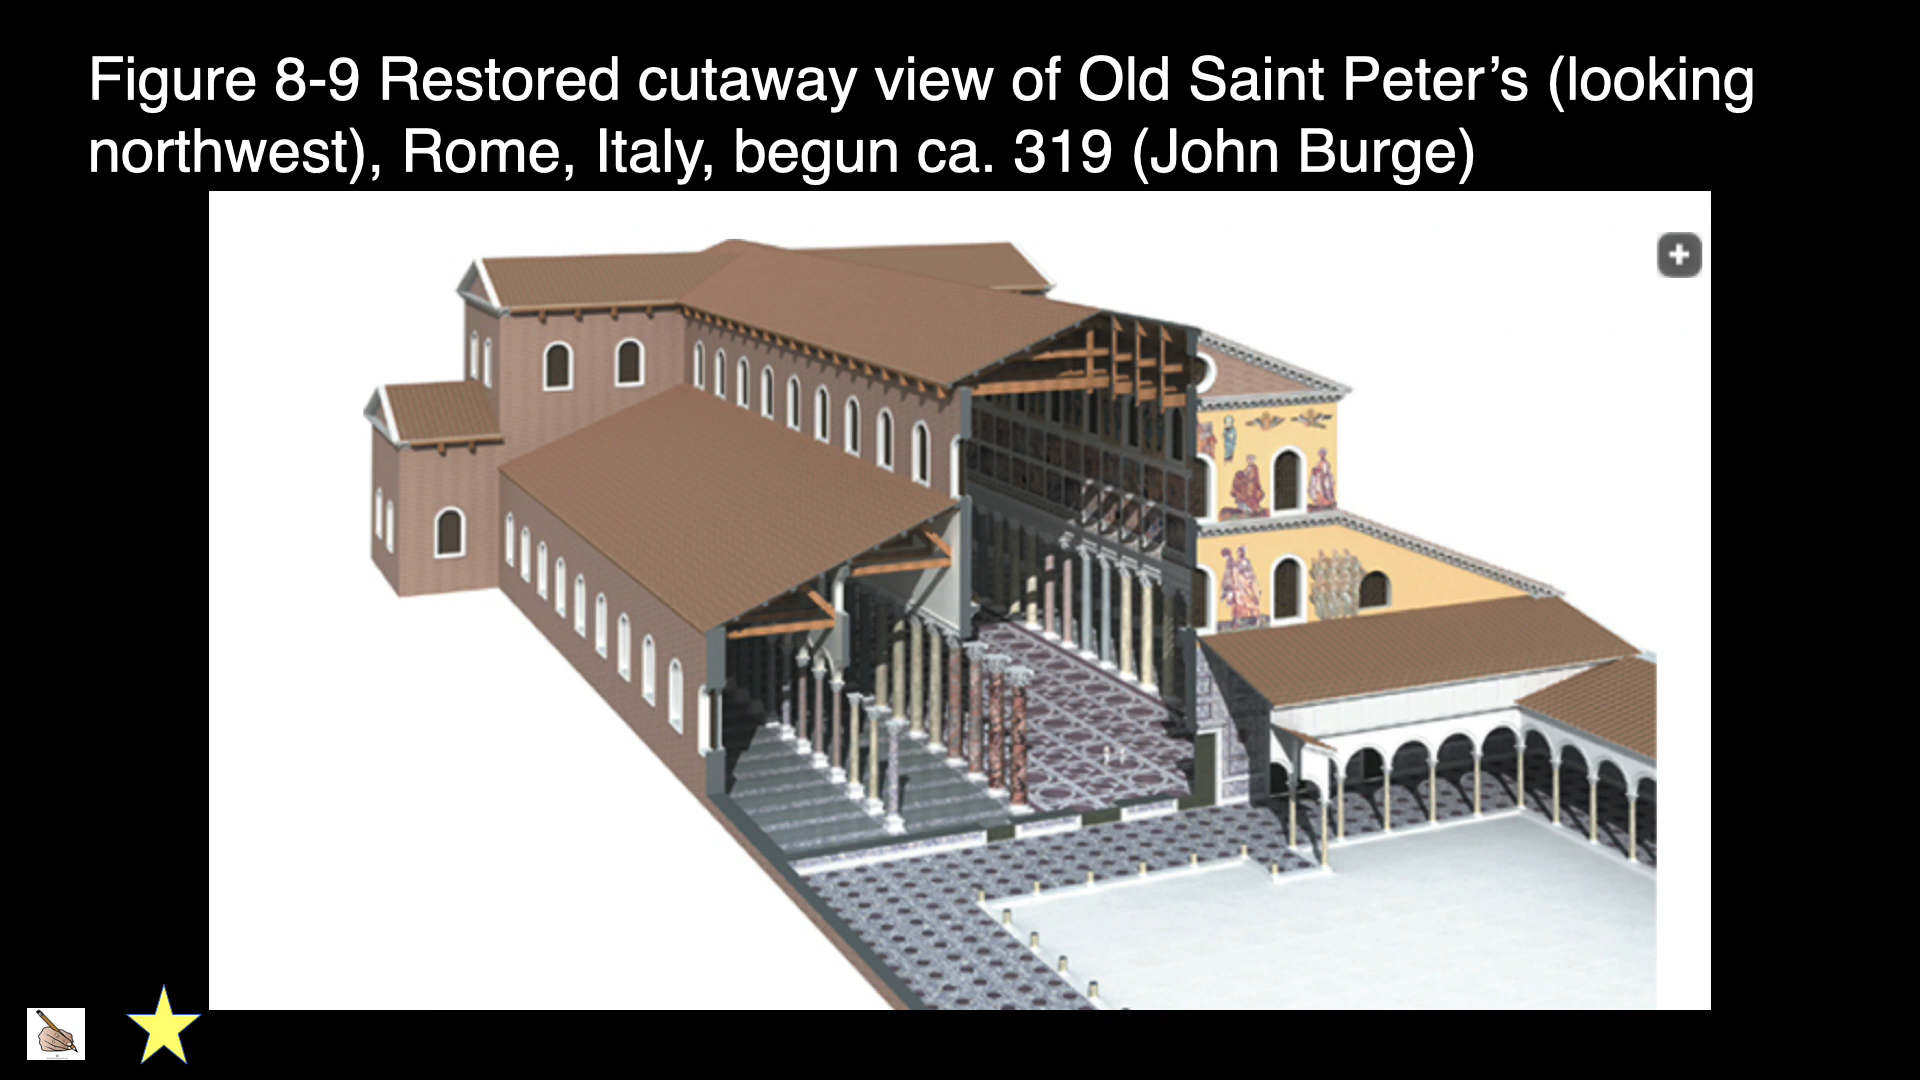 Figure 8-9 Restored cutaway view of Old Saint Peter’s (looking
northwest), Rome, Italy, begun ca. 319 (John Burge)